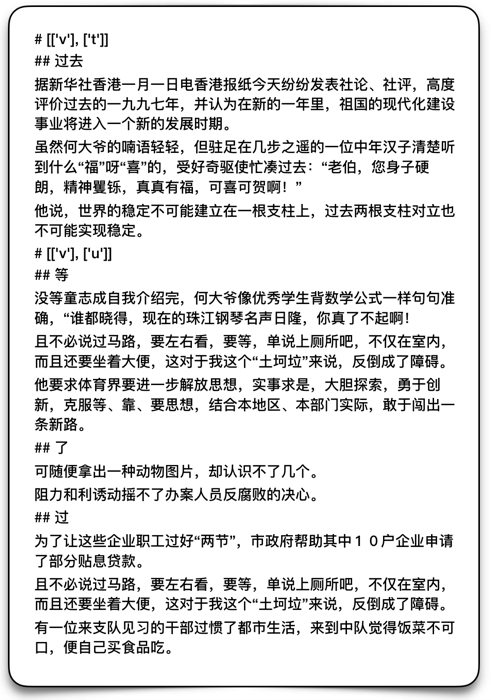 # [['v'], ['t']]
## 过去
据新华社香港一月一日电香港报纸今天纷纷发表社论、社评，高度
评价过去的一九九七年，并认为在新的一年里，祖国的现代化建设
事业将进入一个新的发展时期。
虽然何大爷的喃语轻轻，但驻足在几步之遥的一位中年汉子清楚听
到什么“福”呀“喜”的，受好奇驱使忙凑过去：“老伯，您身子硬
朗，精神矍铄，真真有福，可喜可贺啊！”
他说，世界的稳定不可能建立在一根支柱上，过去两根支柱对立也
不可能实现稳定。
# [['v'], ['u']]
## 等
没等童志成自我介绍完，何大爷像优秀学生背数学公式一样句句准
确，“谁都晓得，现在的珠江钢琴名声日隆，你真了不起啊！
且不必说过马路，要左右看，要等，单说上厕所吧，不仅在室内，
而且还要坐着大便，这对于我这个“土坷垃”来说，反倒成了障碍。
他要求体育界要进一步解放思想，实事求是，大胆探索，勇于创
新，克服等、靠、要思想，结合本地区、本部门实际，敢于闯出一
条新路。
## 了
可随便拿出一种动物图片，却认识不了几个。
阻力和利诱动摇不了办案人员反腐败的决心。
## 过
为了让这些企业职工过好“两节”，市政府帮助其中１０户企业申请
了部分贴息贷款。
且不必说过马路，要左右看，要等，单说上厕所吧，不仅在室内，
而且还要坐着大便，这对于我这个“土坷垃”来说，反倒成了障碍。
有一位来支队见习的干部过惯了都市生活，来到中队觉得饭菜不可
口，便自己买食品吃。